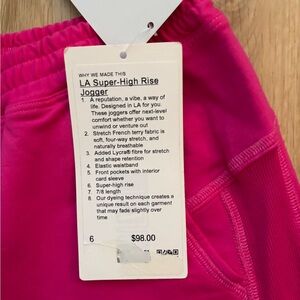 WHY WE MADE THIS
LA Super-High Rise
Jogger
1. A reputation, a vibe, a way of
life. Designed in LA for you.
These joggers offer next-level
comfort whether you want to
unwind or venture out
2. Stretch French terry fabric is
soft, four-way stretch, and
naturally breathable
3. Added Lycra® fibre for stretch
and shape retention
4. Elastic waistband
5. Front pockets with interior
card sleeve
6. Super-high rise
7. 7/8 length
8. Our dyeing technique creates a
unique result on each garment
that may fade slightly over
time
6 $98.00